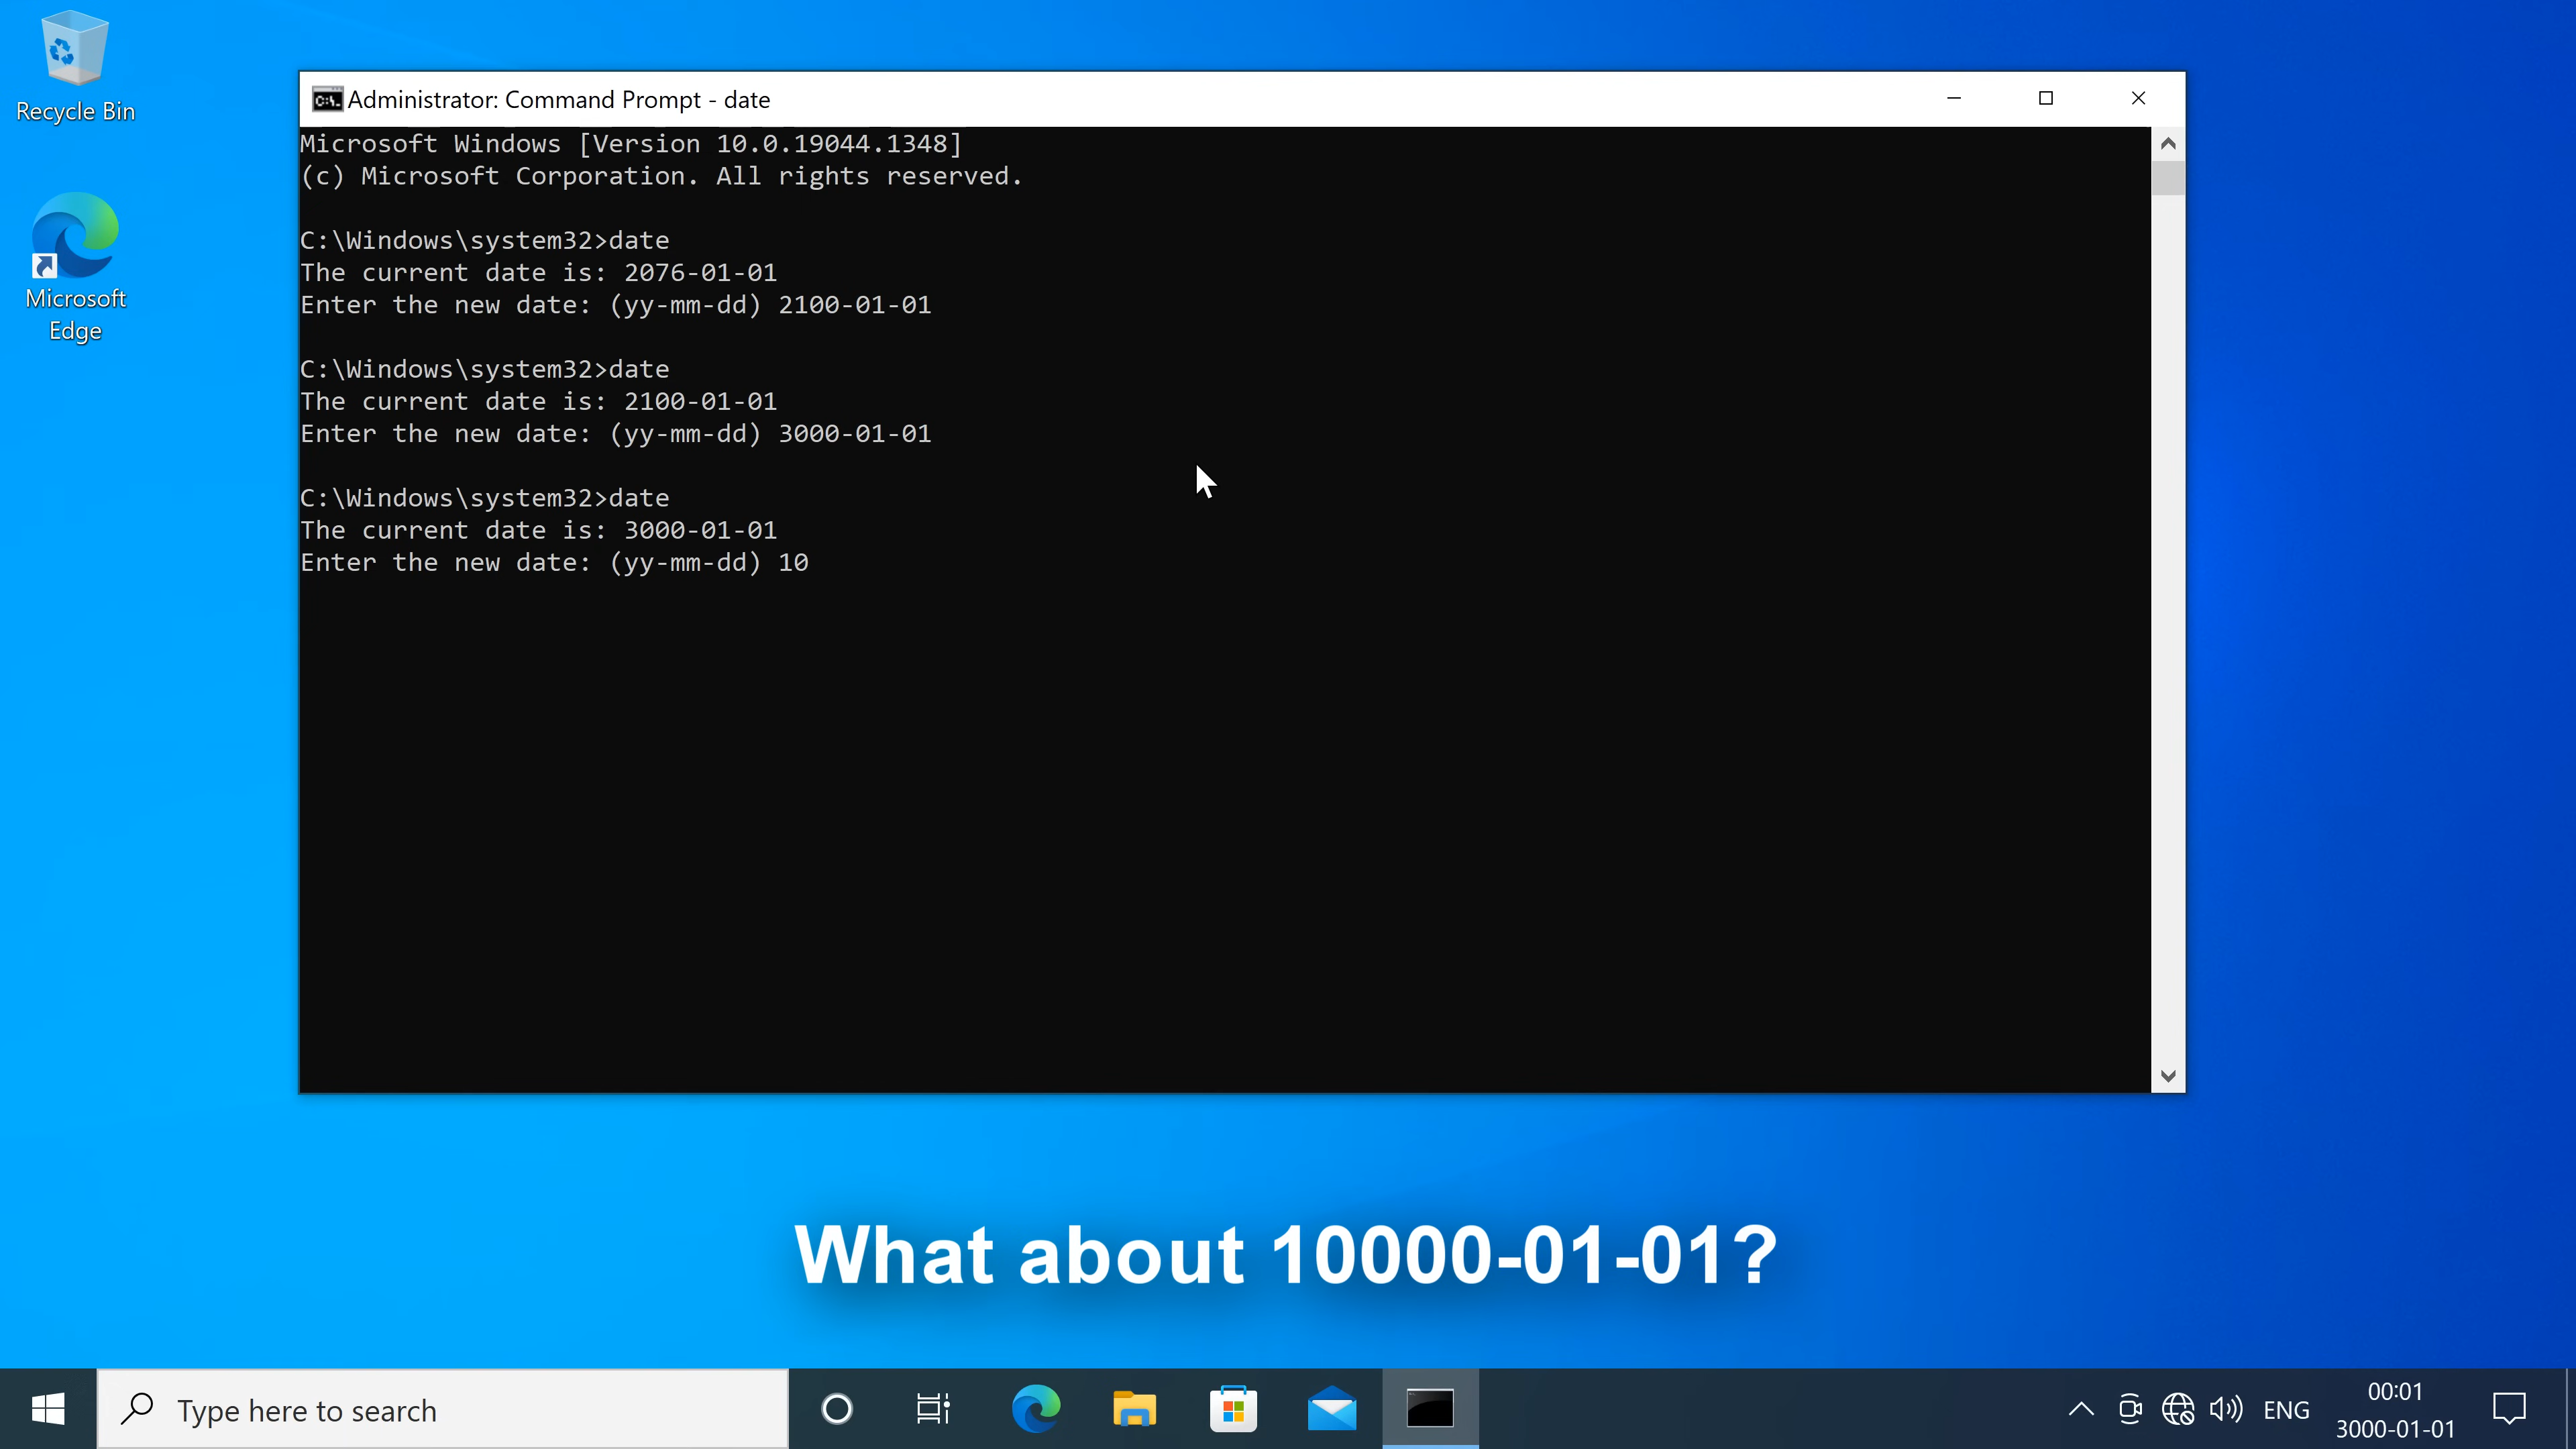 Recycle Bin
Microsoft
Edge
Administrator: Command Prompt - date
Microsoft Windows [Version 10.0.19044.1348]
(c) Microsoft Corporation. All rights reserved.
C:\Windows\system32>date
The current date is: 2076-01-01
Enter the new date: (yy-mm-dd) 2100-01-01
C:\Windows\system32>date
The current date is: 2100-01-01
Enter the new date: (yy-mm-dd) 3000-01-01
C:\Windows\system32>date
The current date is: 3000-01-01
Enter the new date: (yy-mm-dd) 10
What about 10000-01-01?
Type here to search
ENG
00:01
3000-01-01